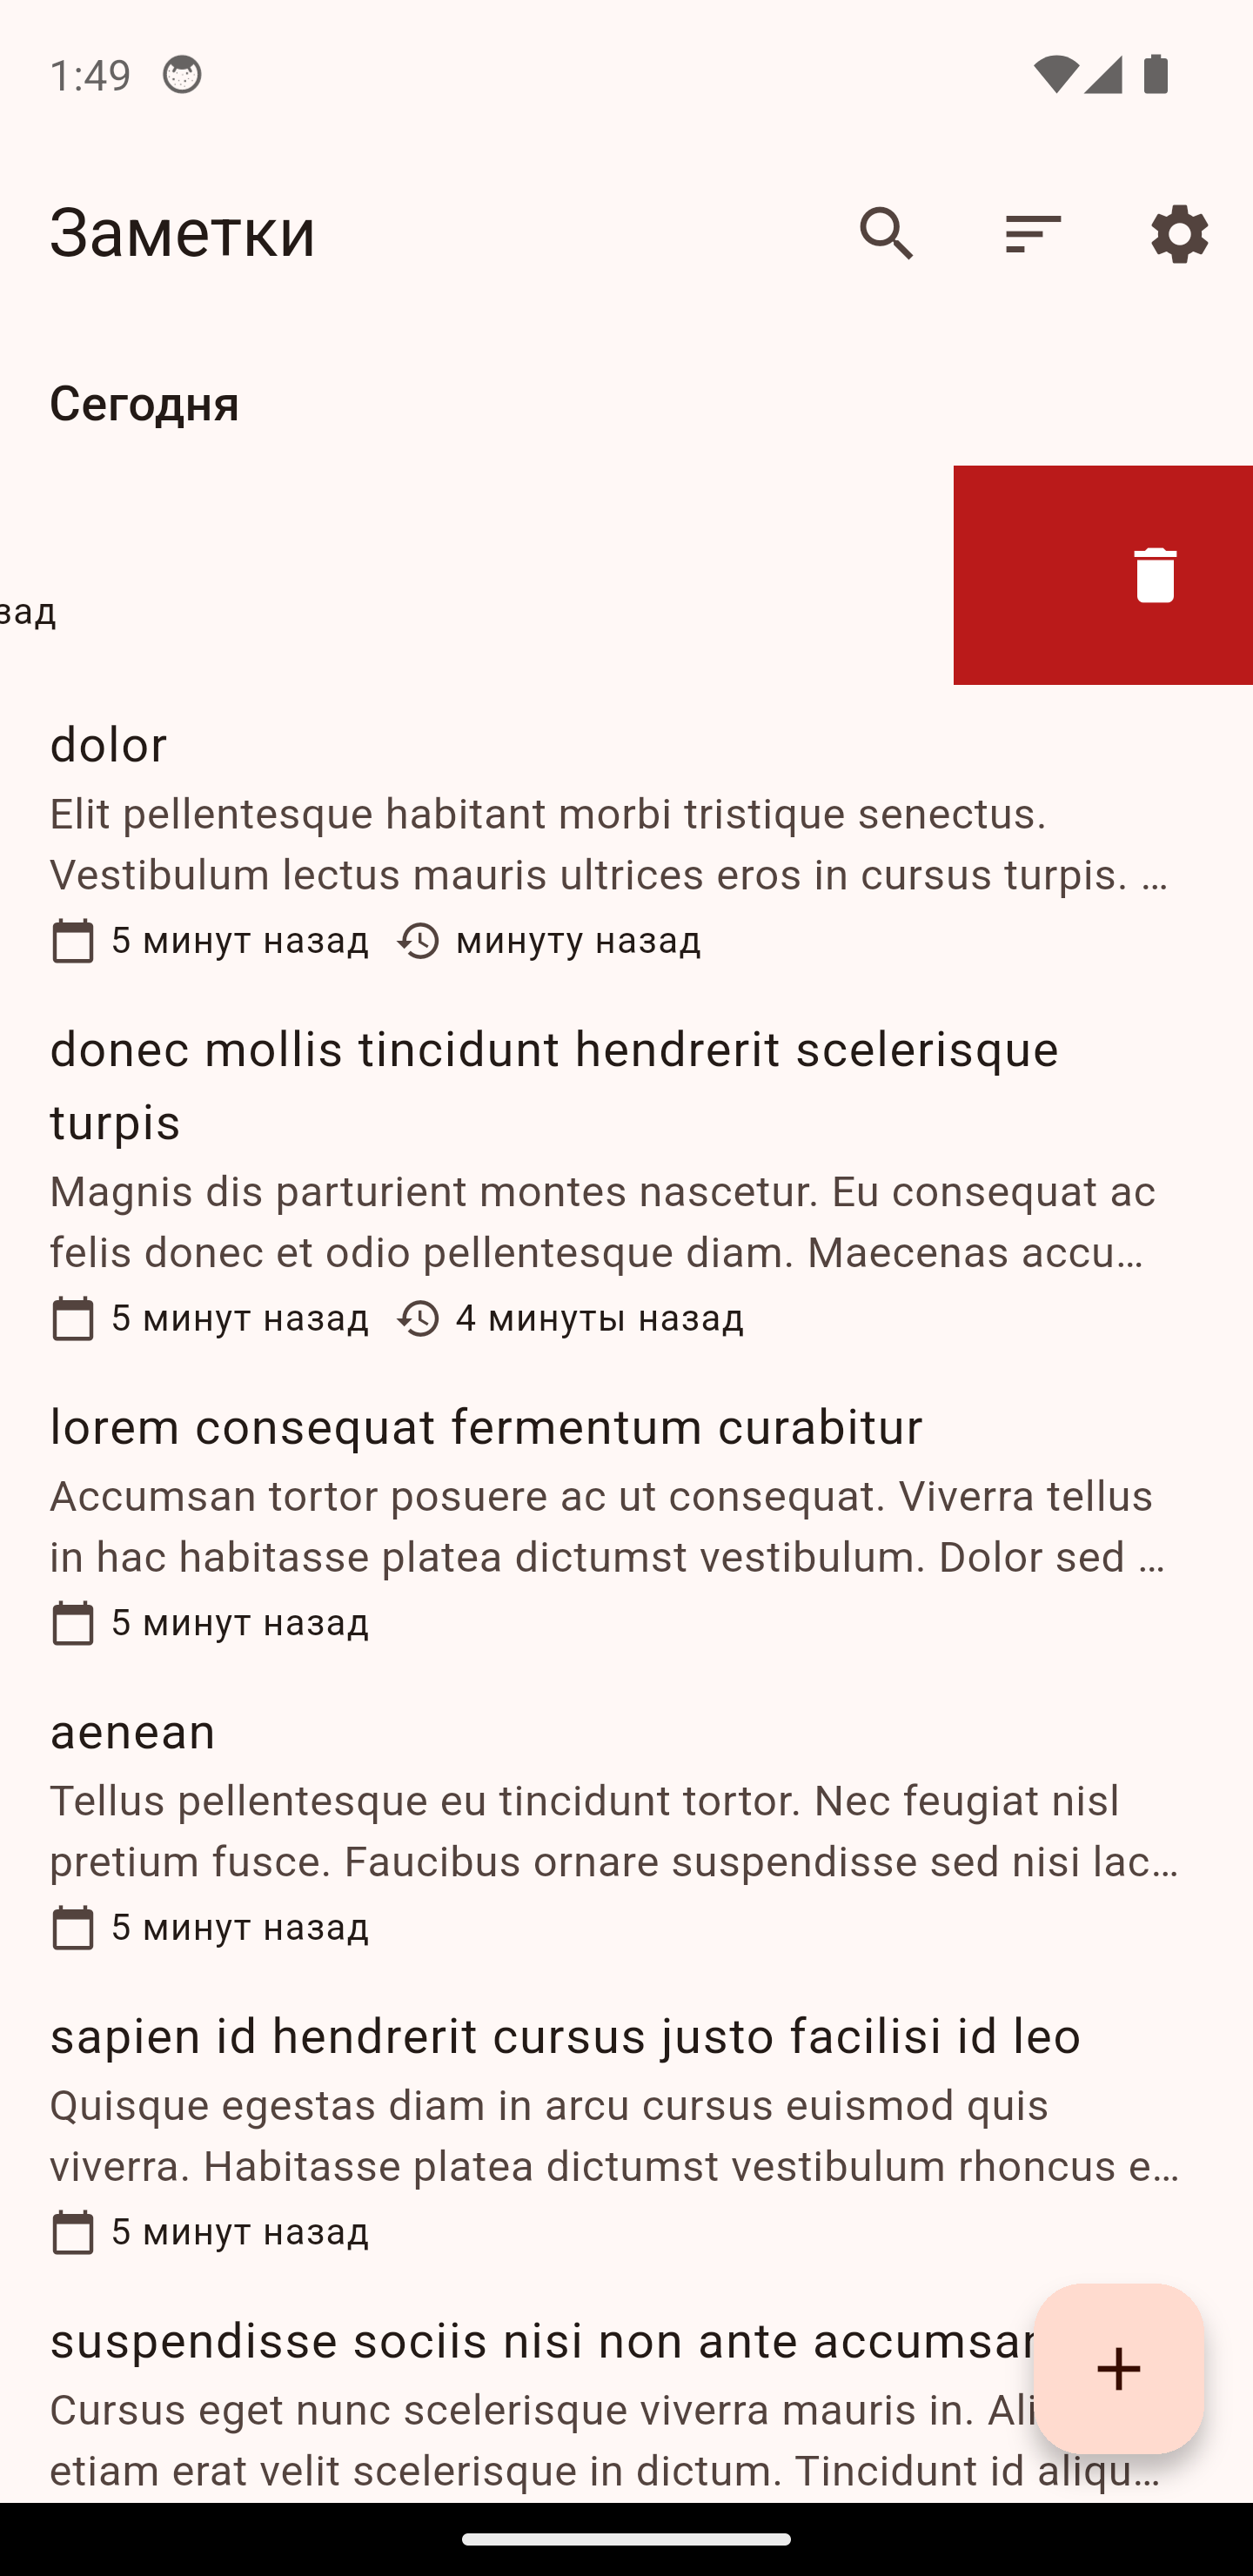 1:49
Заметки
Сегодня
зад
dolor
Elit pellentesque habitant morbi tristique senectus.
Vestibulum lectus mauris ultrices eros in cursus turpis. …
5 минут назад минуту назад
donec mollis tincidunt hendrerit scelerisque
turpis
Magnis dis parturient montes nascetur. Eu consequat ac
felis donec et odio pellentesque diam. Maecenas accu…
5 минут назад 4 минуты назад
lorem consequat fermentum curabitur
Accumsan tortor posuere ac ut consequat. Viverra tellus
in hac habitasse platea dictumst vestibulum. Dolor sed …
5 минут назад
aenean
Tellus pellentesque eu tincidunt tortor. Nec feugiat nisl
pretium fusce. Faucibus ornare suspendisse sed nisi lac…
5 минут назад
sapien id hendrerit cursus justo facilisi id leo
Quisque egestas diam in arcu cursus euismod quis
viverra. Habitasse platea dictumst vestibulum rhoncus e…
5 минут назад
suspendisse sociis nisi non ante accumsan
Cursus eget nunc scelerisque viverra mauris in. Ali
etiam erat velit scelerisque in dictum. Tincidunt id aliqu…